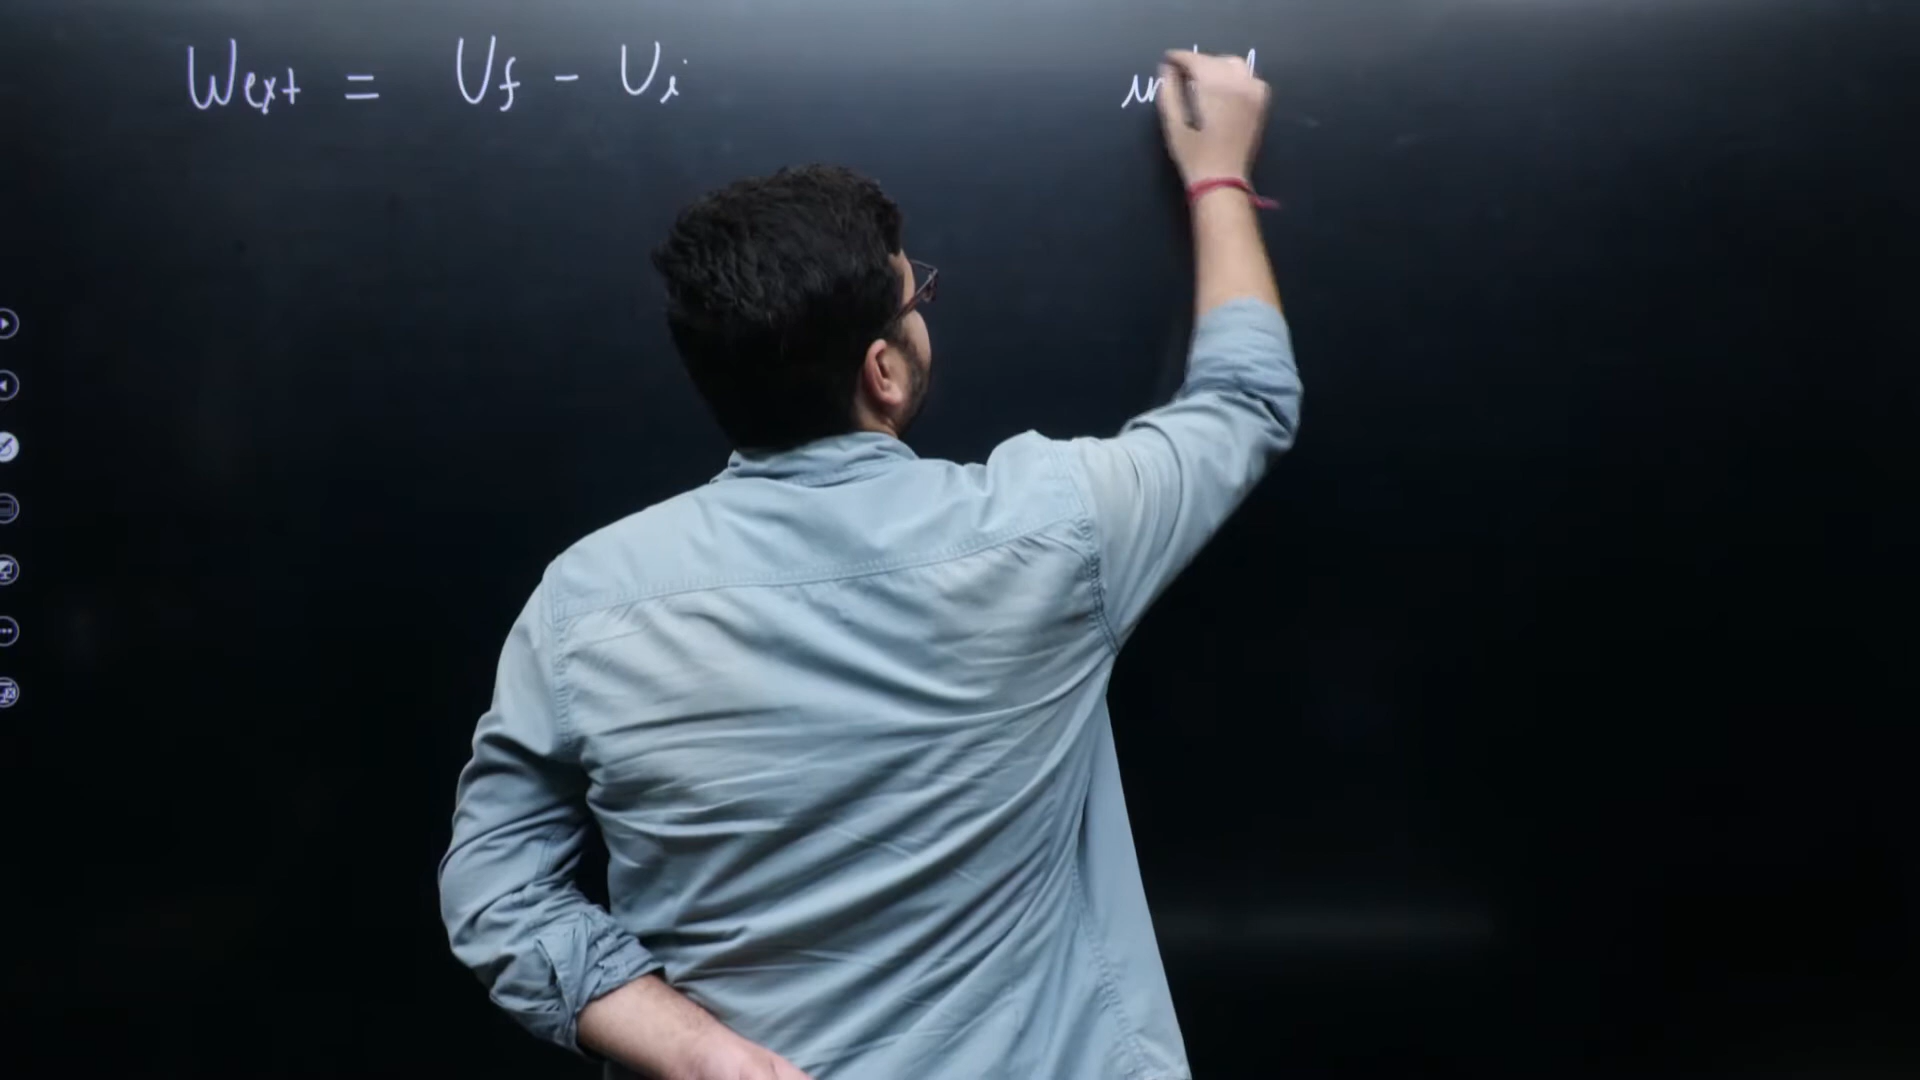 Wext = Uf - Ui